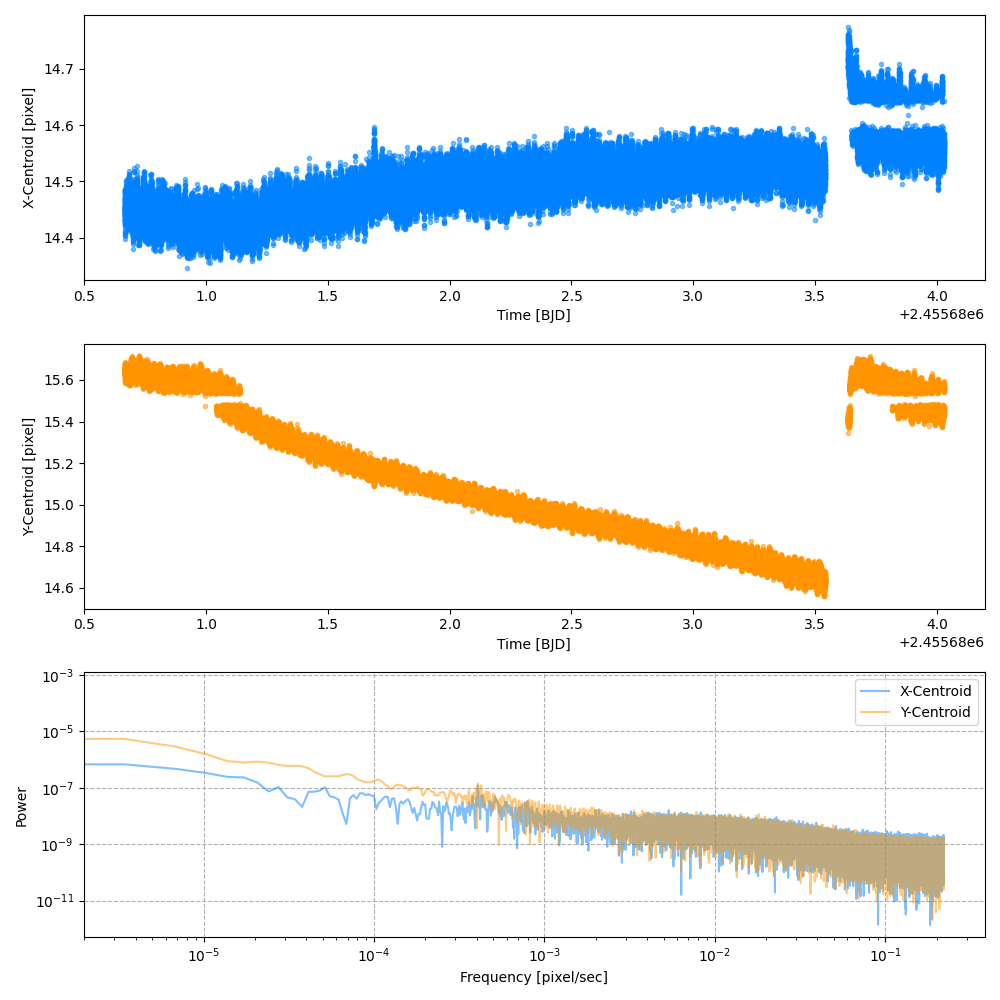 X-Centroid [pixel]
14.7
14.6
14.5
14.4
0.5 1.0 1.5 2.0 2.5 3.0 3.5 4.0
Time [BJD]
+2.45568e6
Y-Centroid [pixel]
15.6
15.4
15.2
15.0
14.8
14.6
0.5 1.0 1.5 2.0 2.5 3.0 3.5 4.0
Time [BJD]
+2.45568e6
Power
10⁻³
10⁻⁵
10⁻⁷
10⁻⁹
10⁻¹¹
X-Centroid
Y-Centroid
10⁻⁵ 10⁻⁴ 10⁻³ 10⁻² 10⁻¹
Frequency [pixel/sec]